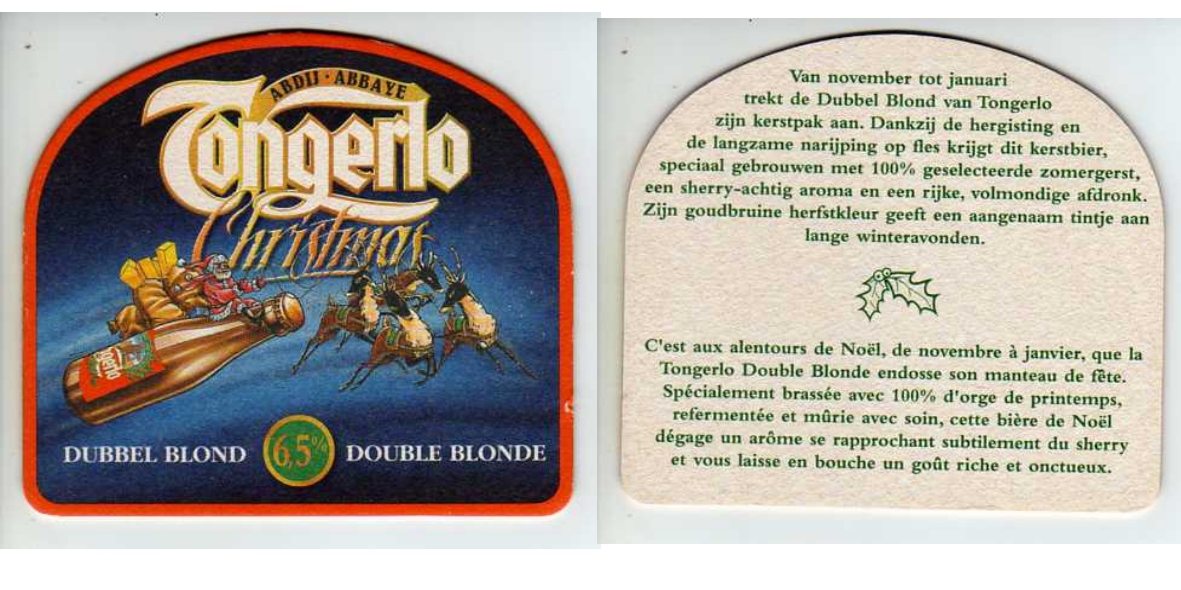 ABDIJ · ABBAYE
Tongerlo
Christmas
Tongerlo
DUBBEL BLOND
6,5%
DOUBLE BLONDE
Van november tot januari
trekt de Dubbel Blond van Tongerlo
zijn kerstpak aan. Dankzij de hergisting en
de langzame narijping op fles krijgt dit kerstbier,
speciaal gebrouwen met 100% geselecteerde zomergerst,
een sherry-achtig aroma en een rijke, volmondige afdronk.
Zijn goudbruine herfstkleur geeft een aangenaam tintje aan
lange winteravonden.
C'est aux alentours de Noël, de novembre à janvier, que la
Tongerlo Double Blonde endosse son manteau de fête.
Spécialement brassée avec 100% d'orge de printemps,
refermentée et mûrie avec soin, cette bière de Noël
dégage un arôme se rapprochant subtilement du sherry
et vous laisse en bouche un goût riche et onctueux.